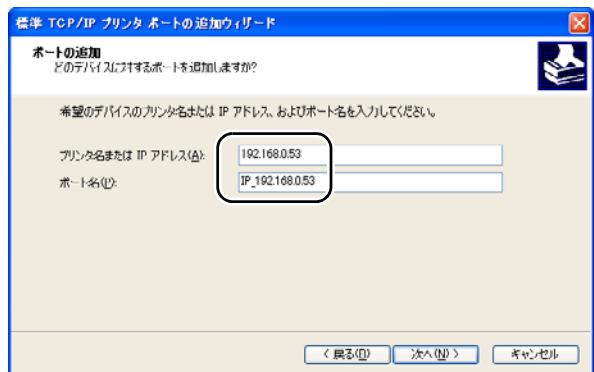 標準 TCP/IP プリンタ ポートの追加ウィザード
ポートの追加
どのデバイスに対するポートを追加しますか?
希望のデバイスのプリンタ名または IP アドレス、およびポート名を入力してください。
プリンタ名または IP アドレス(A): 192.168.0.53
ポート名(P): IP_192.168.0.53
< 戻る(B) 次へ(N) > キャンセル